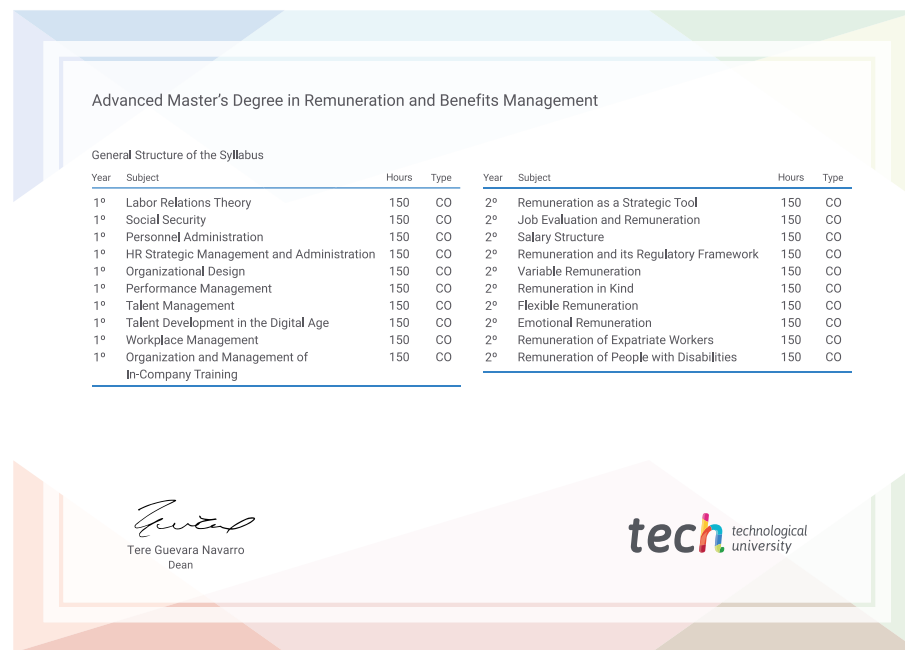 Advanced Master's Degree in Remuneration and Benefits Management
General Structure of the Syllabus
Year Subject Hours Type
1º Labor Relations Theory 150 CO
1º Social Security 150 CO
1º Personnel Administration 150 CO
1º HR Strategic Management and Administration 150 CO
1º Organizational Design 150 CO
1º Performance Management 150 CO
1º Talent Management 150 CO
1º Talent Development in the Digital Age 150 CO
1º Workplace Management 150 CO
1º Organization and Management of 150 CO
In-Company Training
Year Subject Hours Type
2º Remuneration as a Strategic Tool 150 CO
2º Job Evaluation and Remuneration 150 CO
2º Salary Structure 150 CO
2º Remuneration and its Regulatory Framework 150 CO
2º Variable Remuneration 150 CO
2º Remuneration in Kind 150 CO
2º Flexible Remuneration 150 CO
2º Emotional Remuneration 150 CO
2º Remuneration of Expatriate Workers 150 CO
2º Remuneration of People with Disabilities 150 CO
Tere Guevara Navarro
Dean
tech technological
university